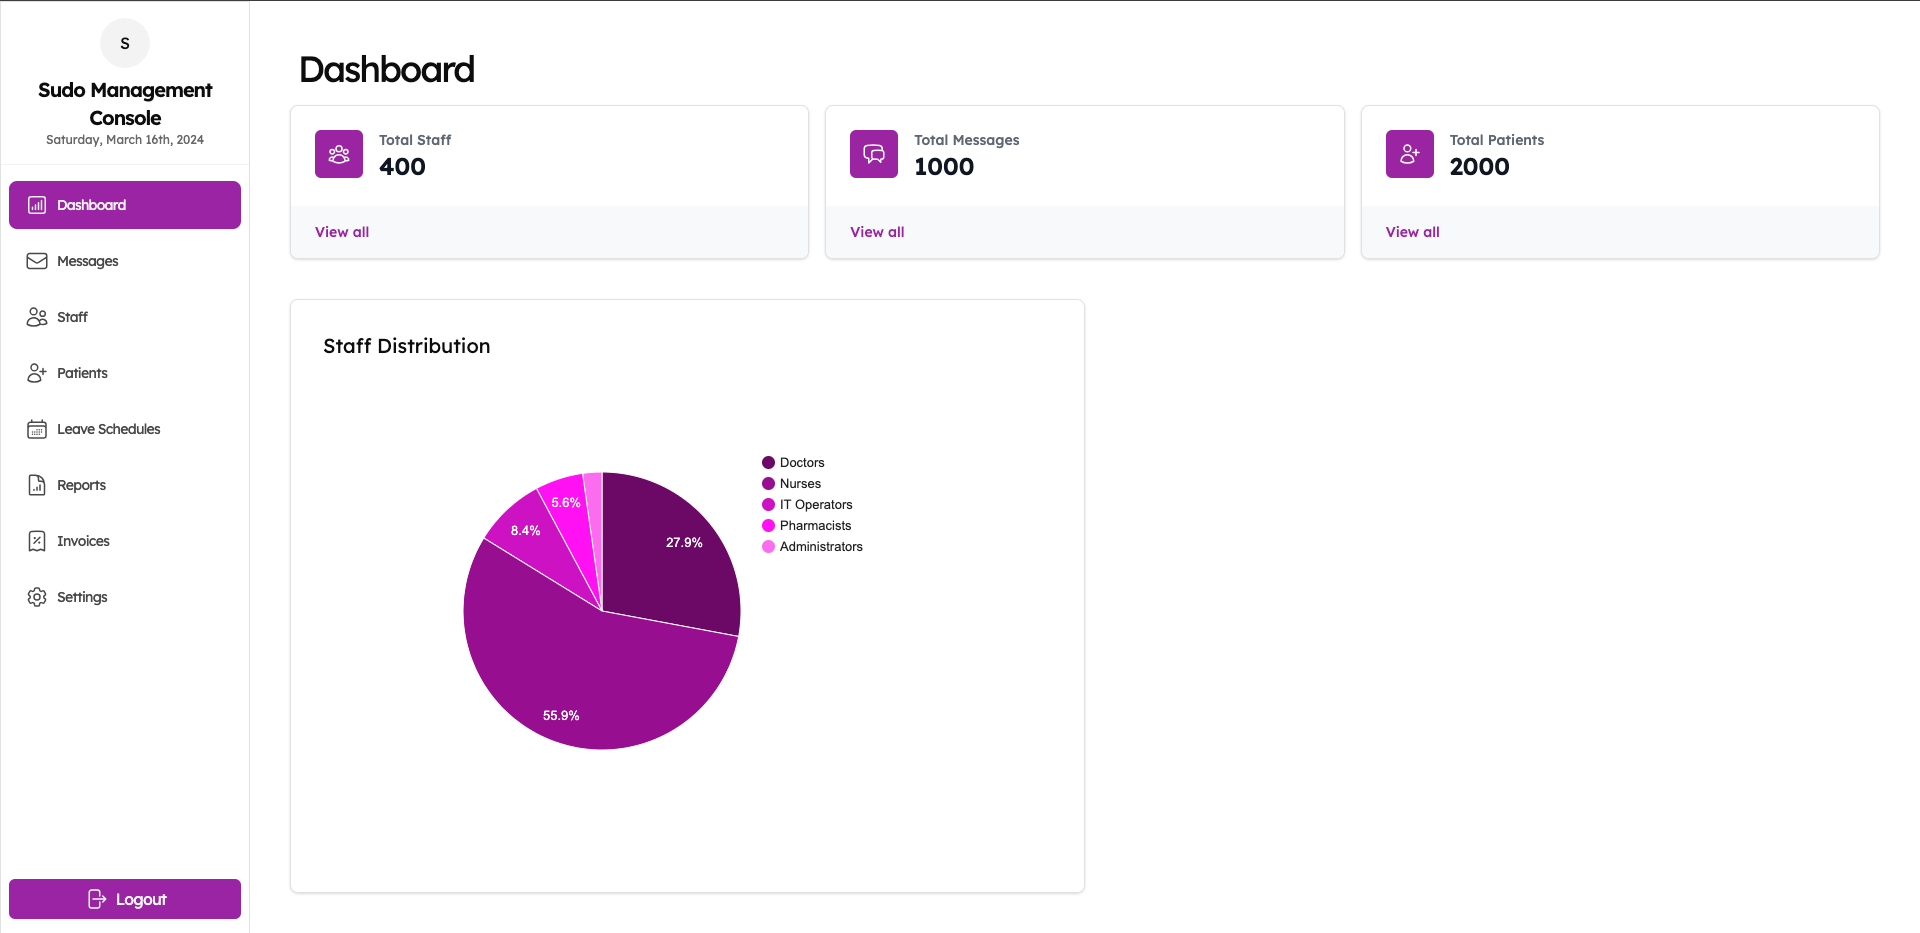 S
Sudo Management
Console
Saturday, March 16th, 2024
Dashboard
Messages
Staff
Patients
Leave Schedules
Reports
Invoices
Settings
Logout
Dashboard
Total Staff
400
View all
Total Messages
1000
View all
Total Patients
2000
View all
Staff Distribution
Doctors
Nurses
IT Operators
Pharmacists
Administrators
5.6%
8.4%
27.9%
55.9%